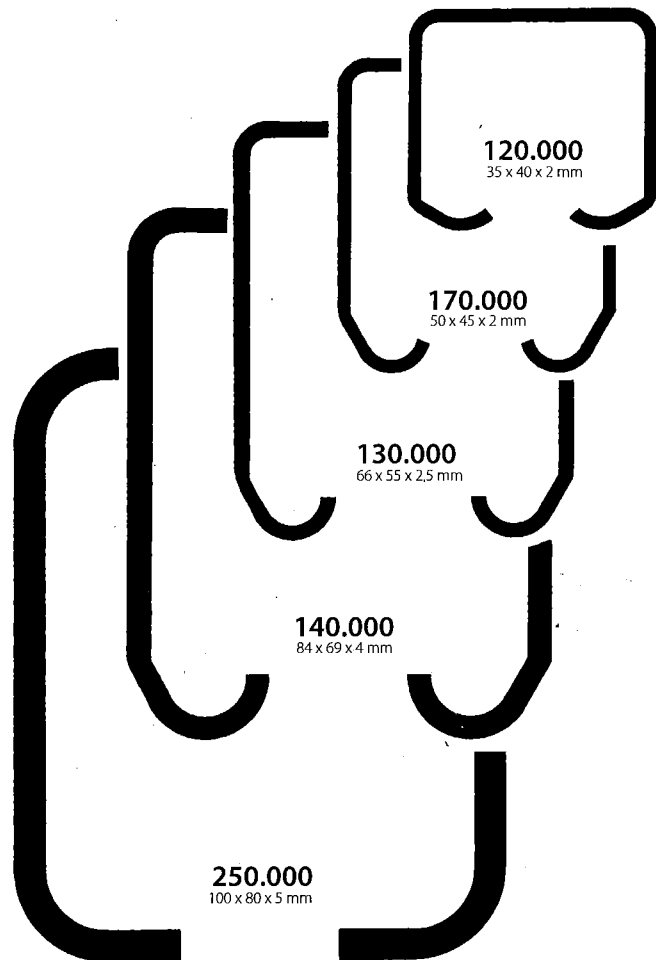 120.000
35 x 40 x 2 mm
170.000
50 x 45 x 2 mm
130.000
66 x 55 x 2,5 mm
140.000
84 x 69 x 4 mm
250.000
100 x 80 x 5 mm